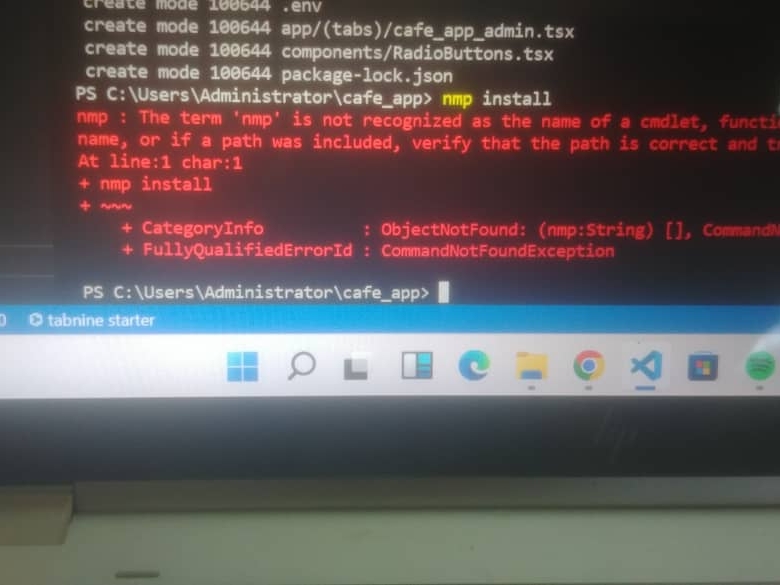 create mode 100644 .env
create mode 100644 app/(tabs)/cafe_app_admin.tsx
create mode 100644 components/RadioButtons.tsx
create mode 100644 package-lock.json
PS C:\Users\Administrator\cafe_app> nmp install
nmp : The term 'nmp' is not recognized as the name of a cmdlet, functi
name, or if a path was included, verify that the path is correct and t
At line:1 char:1
+ nmp install
+ ~~~
+ CategoryInfo : ObjectNotFound: (nmp:String) [], CommandN
+ FullyQualifiedErrorId : CommandNotFoundException
PS C:\Users\Administrator\cafe_app>
0 tabnine starter